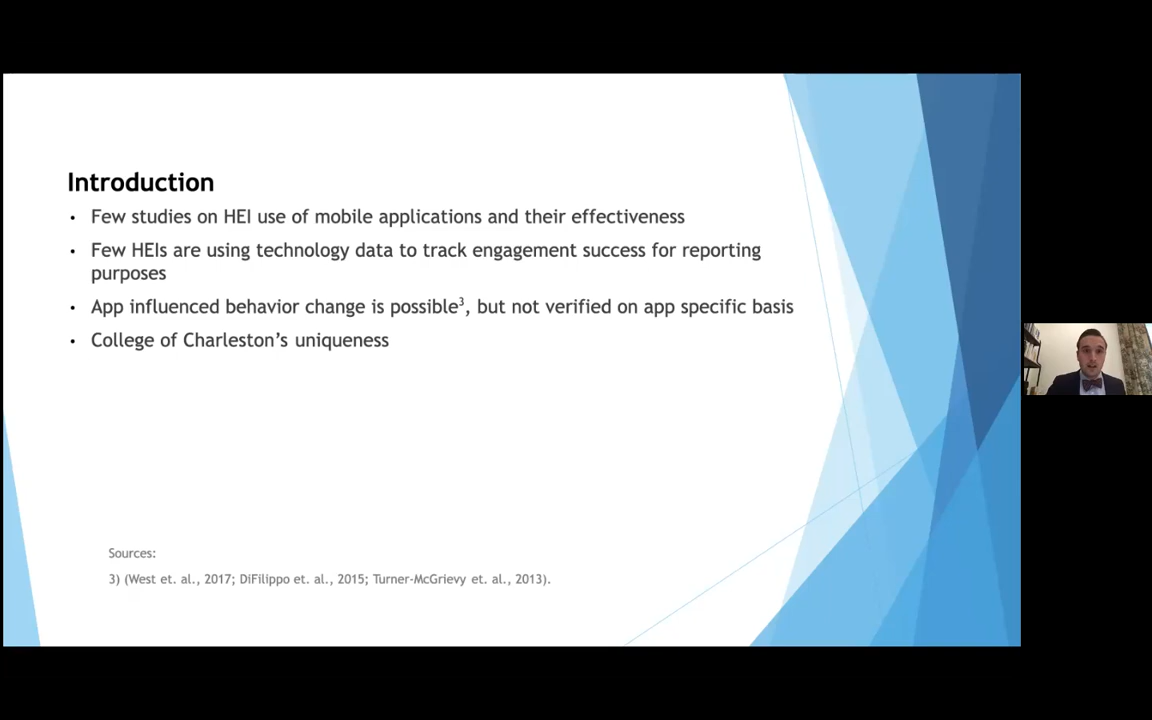 Introduction
• Few studies on HEI use of mobile applications and their effectiveness
• Few HEIs are using technology data to track engagement success for reporting
purposes
• App influenced behavior change is possible³, but not verified on app specific basis
• College of Charleston’s uniqueness
Sources:
3) (West et. al., 2017; DiFilippo et. al., 2015; Turner-McGrievy et. al., 2013).